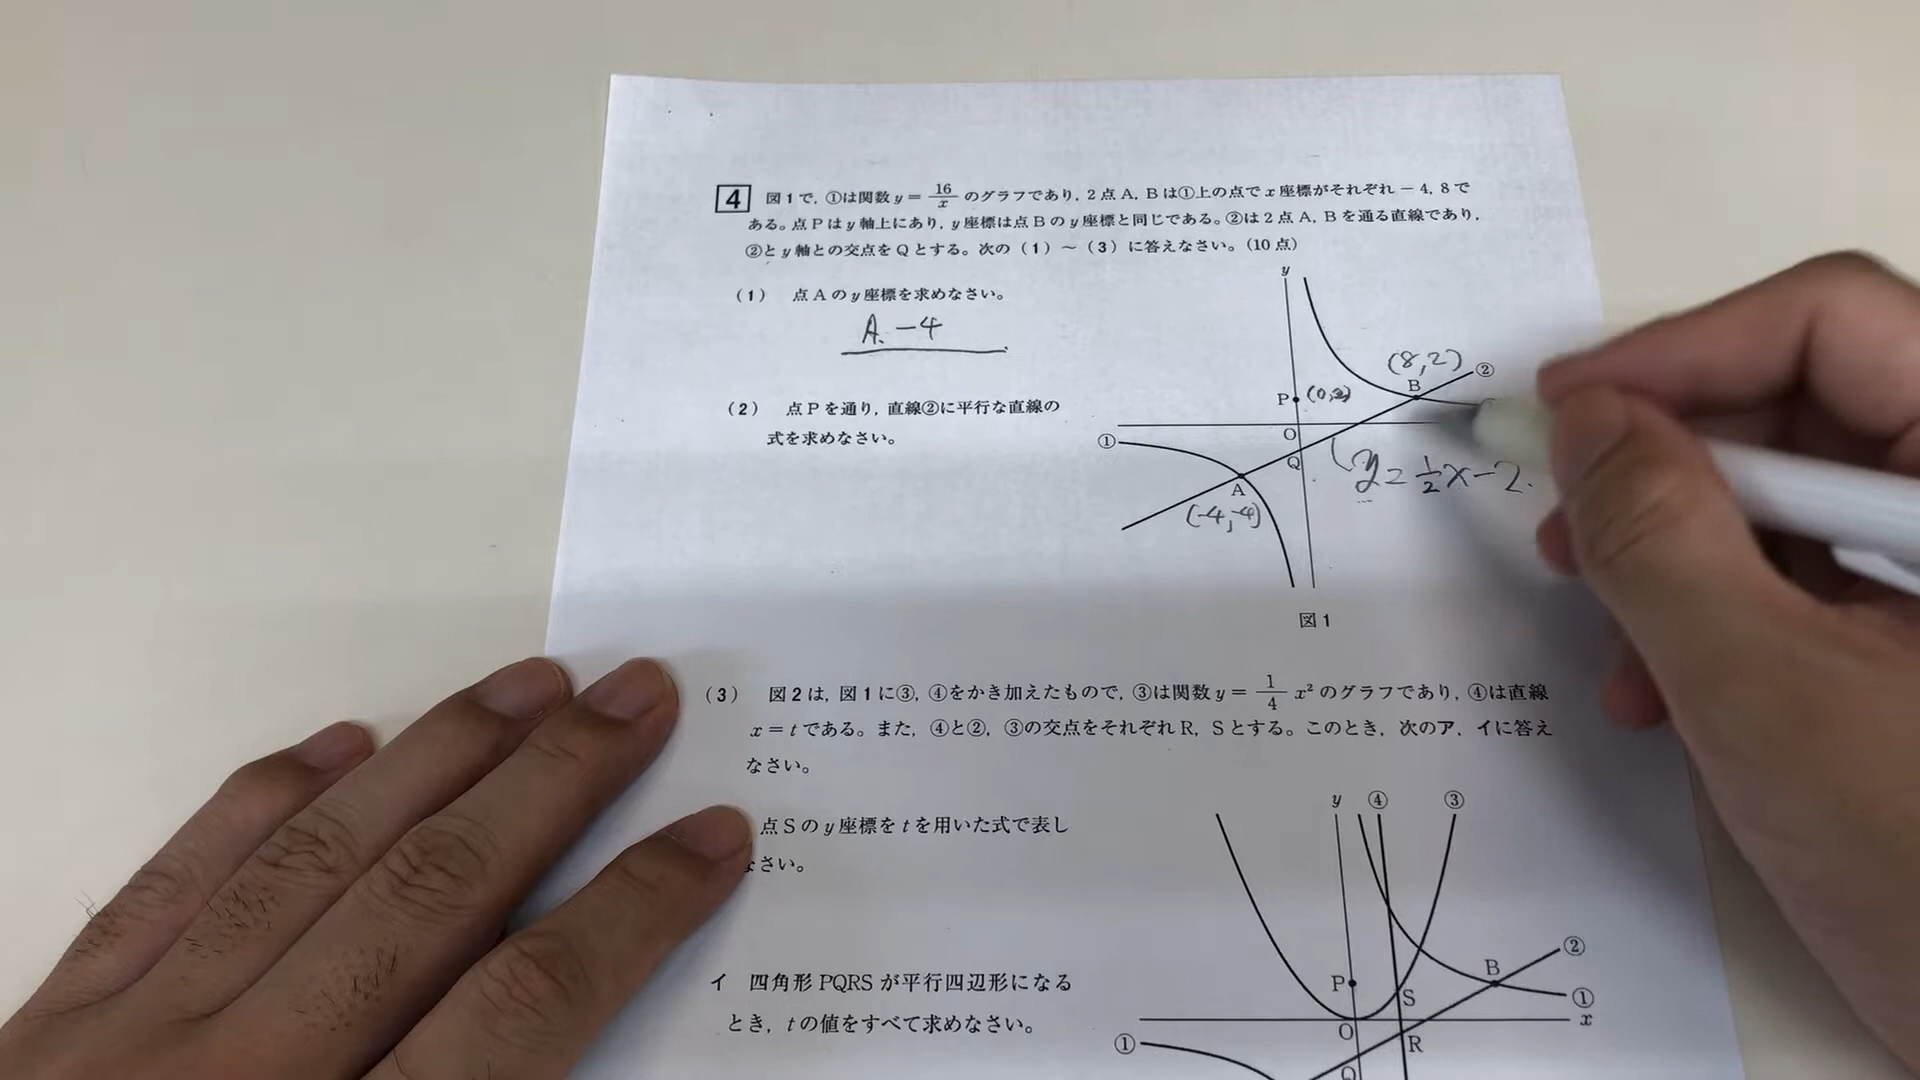 4 図1で，①は関数 y = 16/x のグラフであり，2点A，Bは①上の点でx座標がそれぞれ－4，8で
ある。点Pはy軸上にあり，y座標は点Bのy座標と同じである。②は2点A，Bを通る直線であり，
②とy軸との交点をQとする。次の（1）～（3）に答えなさい。（10点）
（1） 点Aのy座標を求めなさい。
A. −4
（2） 点Pを通り，直線②に平行な直線の
式を求めなさい。
y
(8,2)
②
B
P
(0,2)
①
O
Q
y = 1/2 x − 2.
A
(-4,-4)
図1
（3） 図2は，図1に③，④をかき加えたもので，③は関数 y = 1/4 x² のグラフであり，④は直線
x = t である。また，④と②，③の交点をそれぞれR，Sとする。このとき，次のア，イに答え
なさい。
点Sのy座標をtを用いた式で表し
さい。
イ 四角形PQRSが平行四辺形になる
とき，tの値をすべて求めなさい。
y
④
③
②
B
P
S
①
x
O
①
R
Q